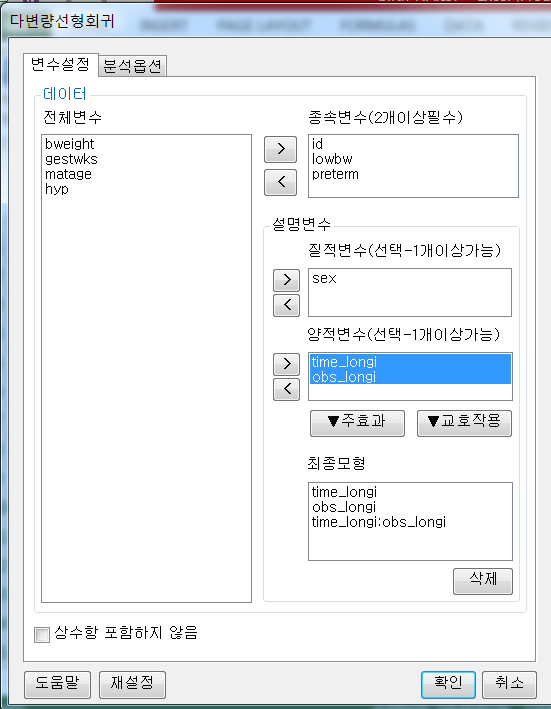 INSERT PAGE LAYOUT FORMULAS DATA
다변량선형회귀
변수설정 분석옵션
데이터
전체변수
종속변수(2개이상필수)
bweight
gestwks
matage
hyp
>
<
id
lowbw
preterm
설명변수
질적변수(선택-1개이상가능)
>
<
sex
양적변수(선택-1개이상가능)
>
<
time_longi
obs_longi
▼주효과 ▼교호작용
최종모형
time_longi
obs_longi
time_longi:obs_longi
삭제
상수항 포함하지 않음
도움말 재설정 확인 취소